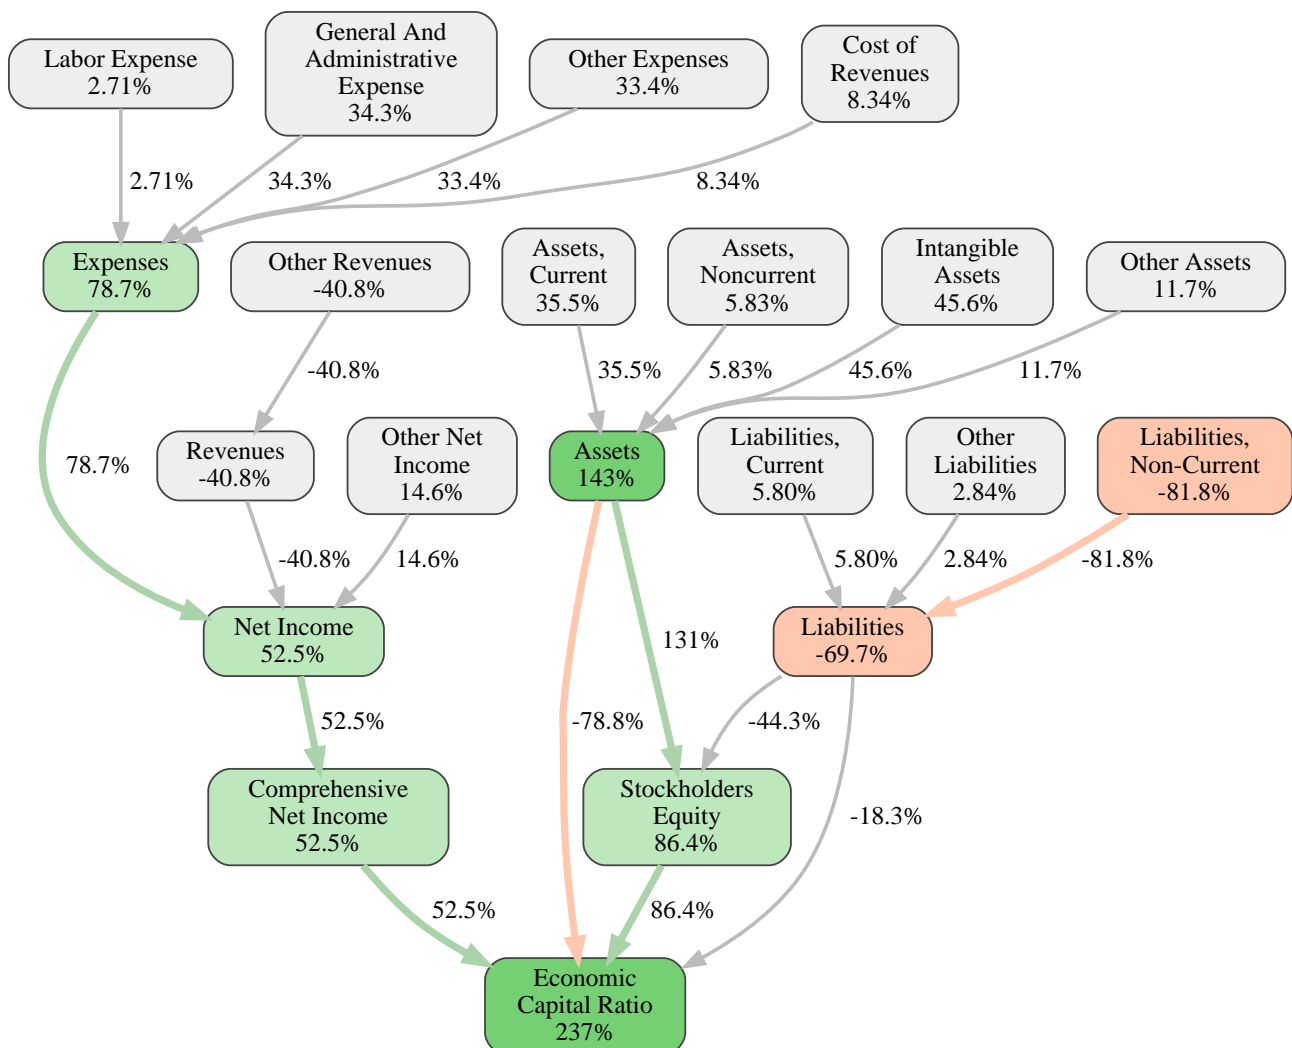 Labor Expense
2.71%
General And
Administrative
Expense
34.3%
Other Expenses
33.4%
Cost of
Revenues
8.34%
2.71%
34.3%
33.4%
8.34%
Expenses
78.7%
Other Revenues
-40.8%
Assets,
Current
35.5%
Assets,
Noncurrent
5.83%
Intangible
Assets
45.6%
Other Assets
11.7%
-40.8%
35.5%
5.83%
45.6%
11.7%
78.7%
Revenues
-40.8%
Other Net
Income
14.6%
Assets
143%
Liabilities,
Current
5.80%
Other
Liabilities
2.84%
Liabilities,
Non-Current
-81.8%
-40.8%
14.6%
5.80%
2.84%
-81.8%
Net Income
52.5%
131%
Liabilities
-69.7%
52.5%
-78.8%
-44.3%
Comprehensive
Net Income
52.5%
Stockholders
Equity
86.4%
-18.3%
52.5%
86.4%
Economic
Capital Ratio
237%